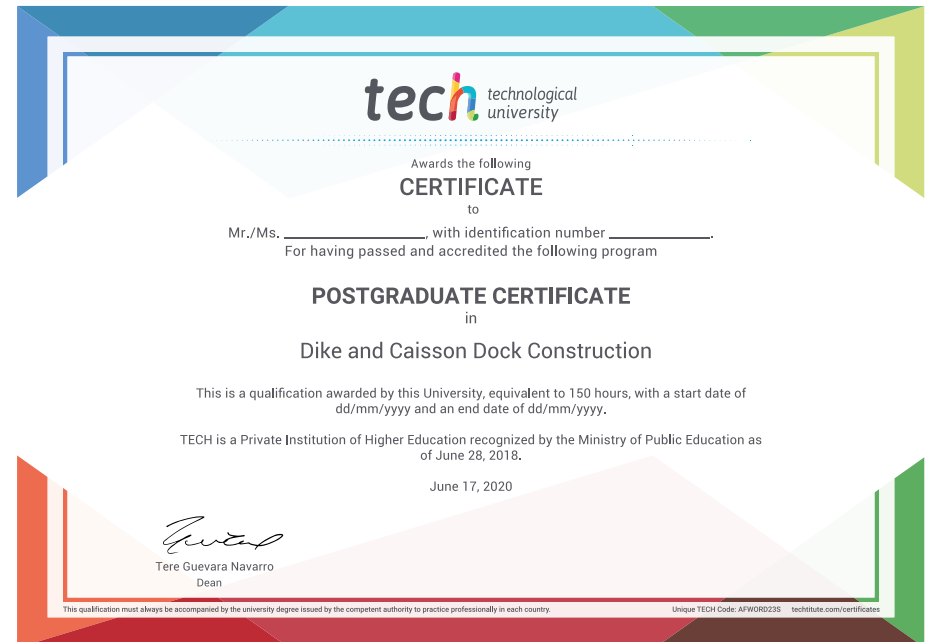 tech technological
university
Awards the following
CERTIFICATE
to
Mr./Ms. ____________________, with identification number ______________.
For having passed and accredited the following program
POSTGRADUATE CERTIFICATE
in
Dike and Caisson Dock Construction
This is a qualification awarded by this University, equivalent to 150 hours, with a start date of
dd/mm/yyyy and an end date of dd/mm/yyyy.
TECH is a Private Institution of Higher Education recognized by the Ministry of Public Education as
of June 28, 2018.
June 17, 2020
Tere Guevara Navarro
Dean
This qualification must always be accompanied by the university degree issued by the competent authority to practice professionally in each country. Unique TECH Code: AFWORD23S techtitute.com/certificates